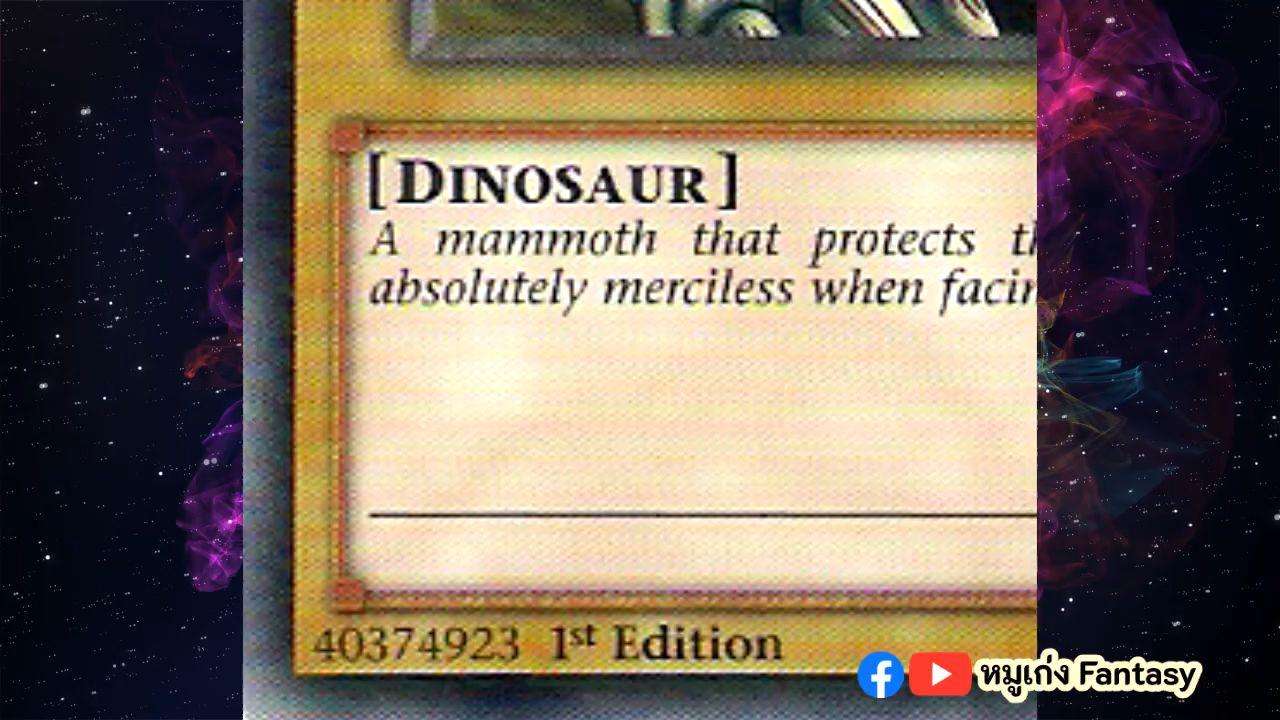 [DINOSAUR]
A mammoth that protects
absolutely merciless when
40374923 1st Edition
หมูเก่ง Fantasy